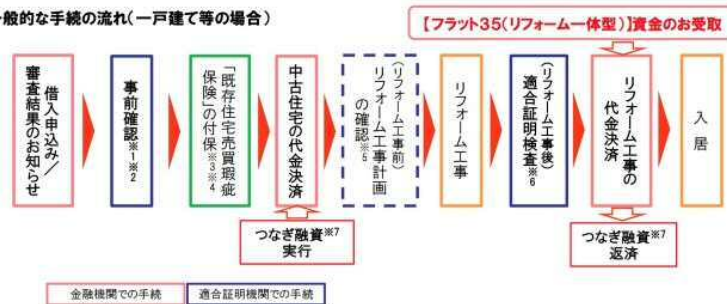 般的な手続の流れ(一戸建て等の場合)
【フラット35(リフォーム一体型)】資金のお受取
借入申込み/
審査結果のお知らせ
事前確認※1※2
「既存住宅売買瑕疵
保険」の付保※3※4
中古住宅の代金決済
(リフォーム工事前)
リフォーム工事計画
の確認※5
リフォーム工事
(リフォーム工事後)
適合証明検査※6
リフォーム工事の
代金決済
入居
つなぎ融資※7
実行
つなぎ融資※7
返済
金融機関での手続
適合証明機関での手続